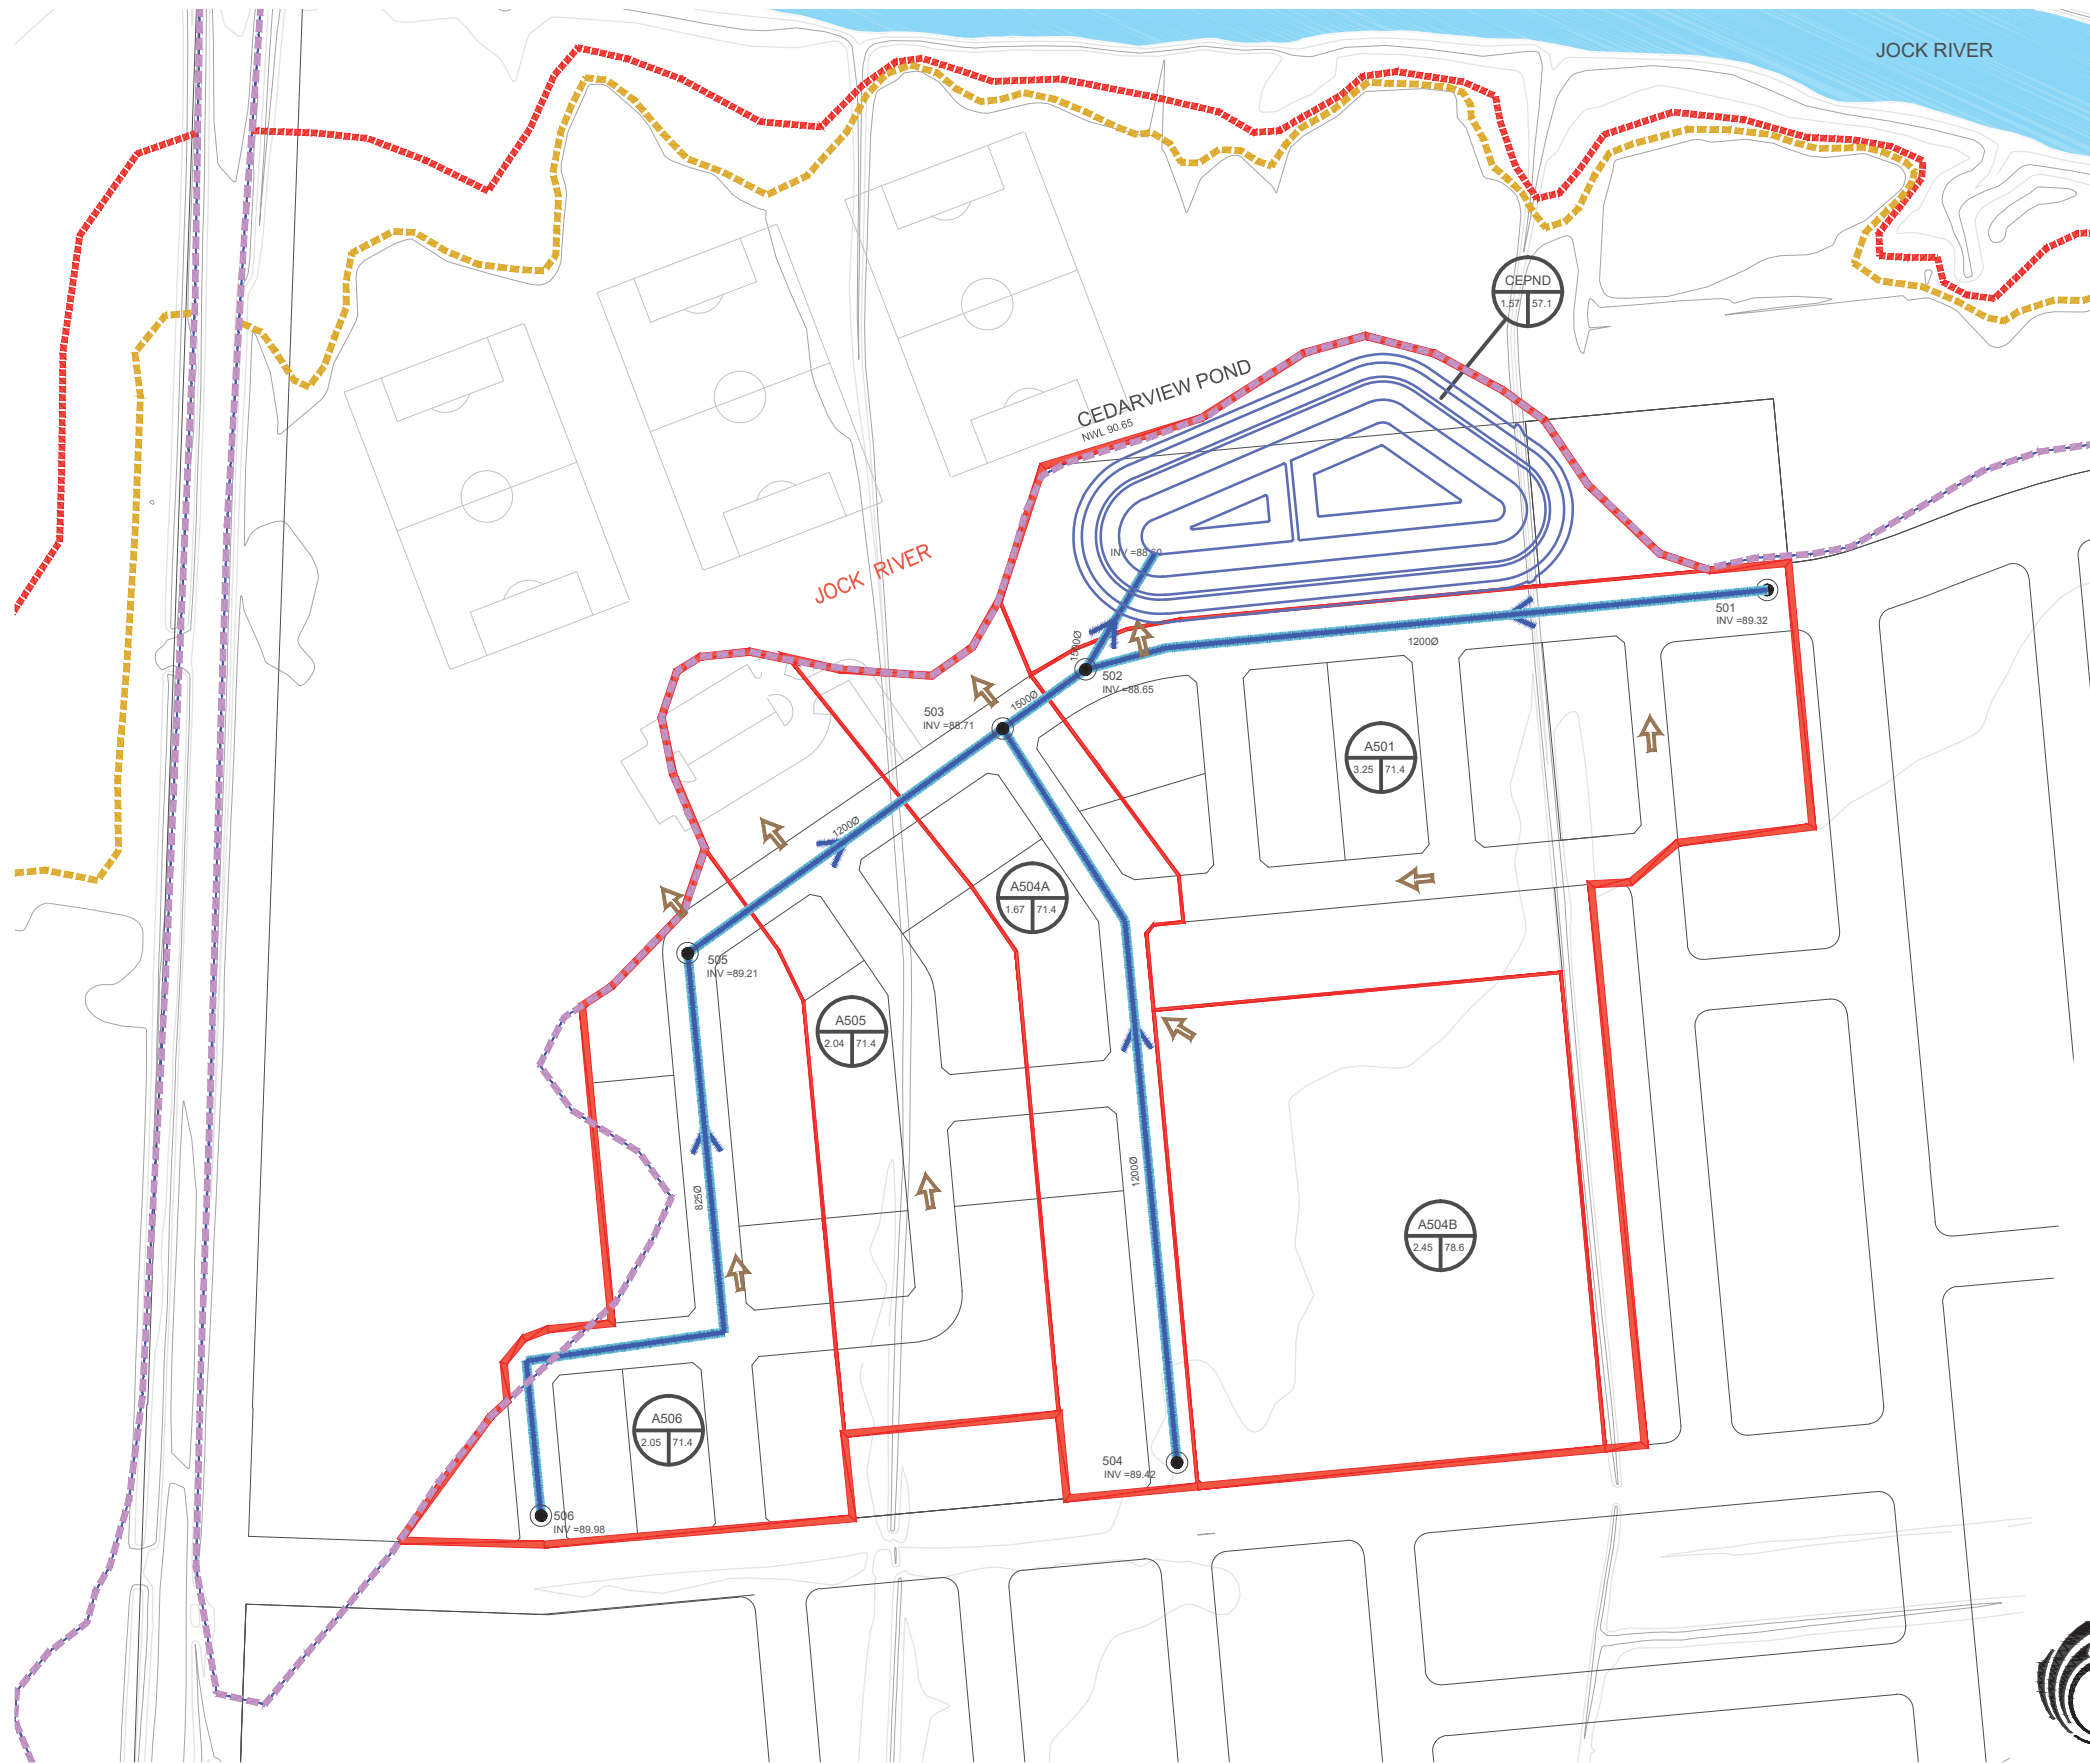 JOCK RIVER
CEPND
1.57 57.1
CEDARVIEW POND
NWL 90.65
JOCK RIVER
INV =88.60
501
INV =89.32
1200Ø
1500Ø
502
INV =88.65
1500Ø
503
INV =88.71
A501
3.25 71.4
1200Ø
A504A
1.67 71.4
505
INV =89.21
A505
2.04 71.4
825Ø
1200Ø
A504B
2.45 78.6
A506
2.05 71.4
504
INV =89.42
506
INV =89.98